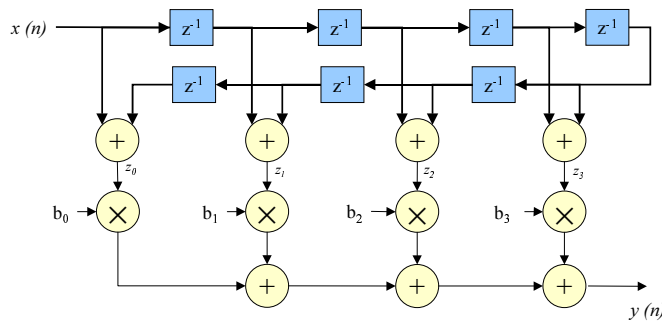 x (n)
z⁻¹ z⁻¹ z⁻¹ z⁻¹
z⁻¹ z⁻¹ z⁻¹
+ + + +
z₀ z₁ z₂ z₃
b₀ × b₁ × b₂ × b₃ ×
+ + +
y (n)